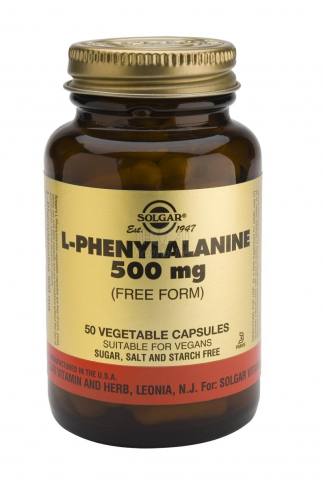 SOLGAR
SOLGAR®
Est. 1947
L-PHENYLALANINE
500 mg
(FREE FORM)
50 VEGETABLE CAPSULES
SUITABLE FOR VEGANS
SUGAR, SALT AND STARCH FREE
MANUFACTURED IN THE U.S.A.
VITAMIN AND HERB, LEONIA, N.J. For: SOLGAR